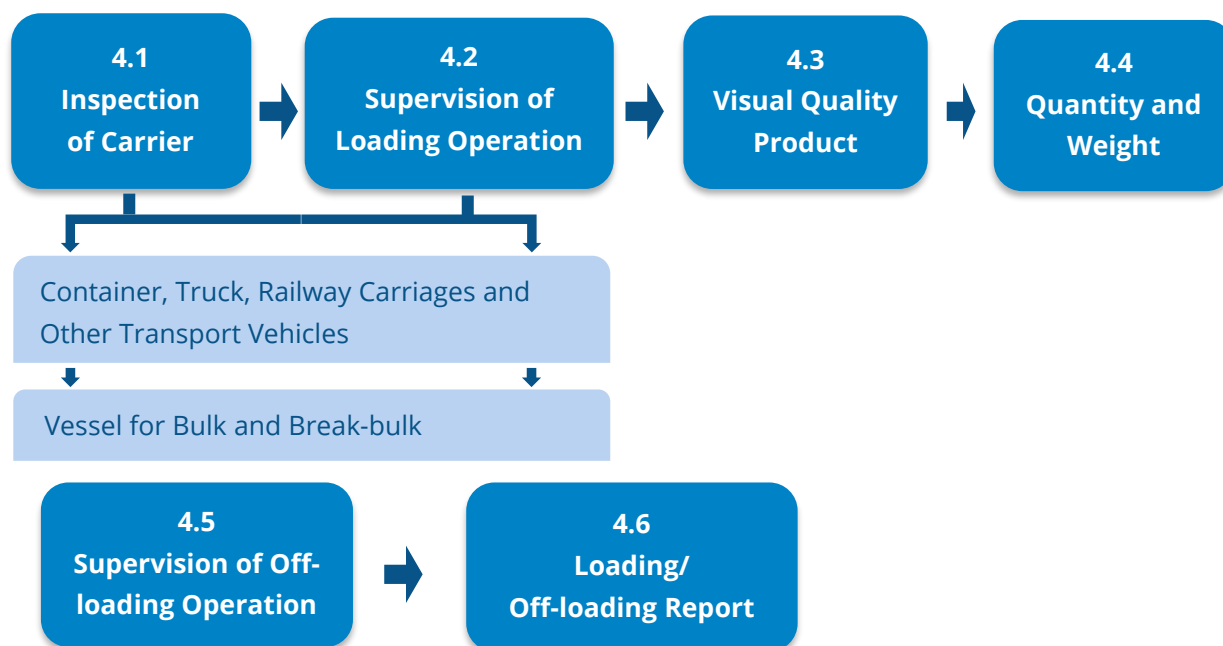 4.1
Inspection
of Carrier
4.2
Supervision of
Loading Operation
4.3
Visual Quality
Product
4.4
Quantity and
Weight
Container, Truck, Railway Carriages and
Other Transport Vehicles
Vessel for Bulk and Break-bulk
4.5
Supervision of Off-
loading Operation
4.6
Loading/
Off-loading Report